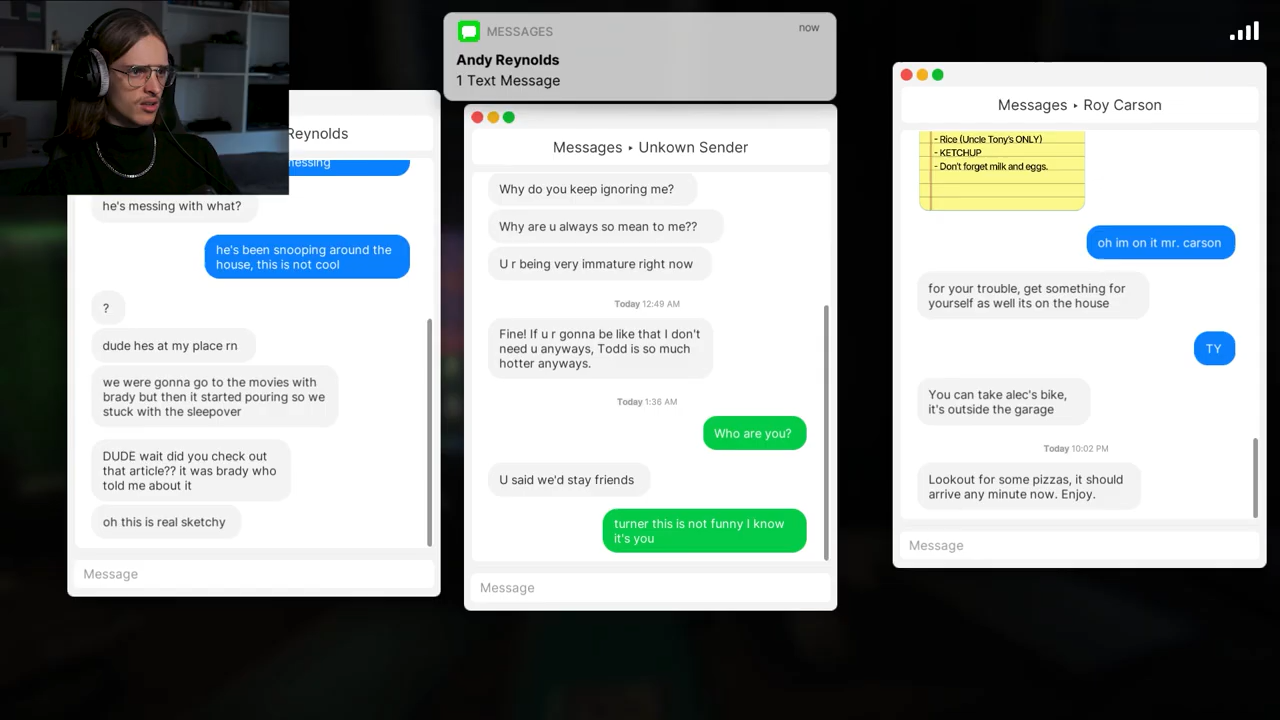 MESSAGES
now
Andy Reynolds
1 Text Message
Reynolds
essing
he's messing with what?
he's been snooping around the
house, this is not cool
?
dude hes at my place rn
we were gonna go to the movies with
brady but then it started pouring so we
stuck with the sleepover
DUDE wait did you check out
that article?? it was brady who
told me about it
oh this is real sketchy
Message
Messages ▸ Unkown Sender
Why do you keep ignoring me?
Why are u always so mean to me??
U r being very immature right now
Today 12:49 AM
Fine! If u r gonna be like that I don't
need u anyways, Todd is so much
hotter anyways.
Today 1:36 AM
Who are you?
U said we'd stay friends
turner this is not funny I know
it's you
Message
Messages ▸ Roy Carson
- Rice (Uncle Tony's ONLY)
- KETCHUP
- Don't forget milk and eggs.
oh im on it mr. carson
for your trouble, get something for
yourself as well its on the house
TY
You can take alec's bike,
it's outside the garage
Today 10:02 PM
Lookout for some pizzas, it should
arrive any minute now. Enjoy.
Message